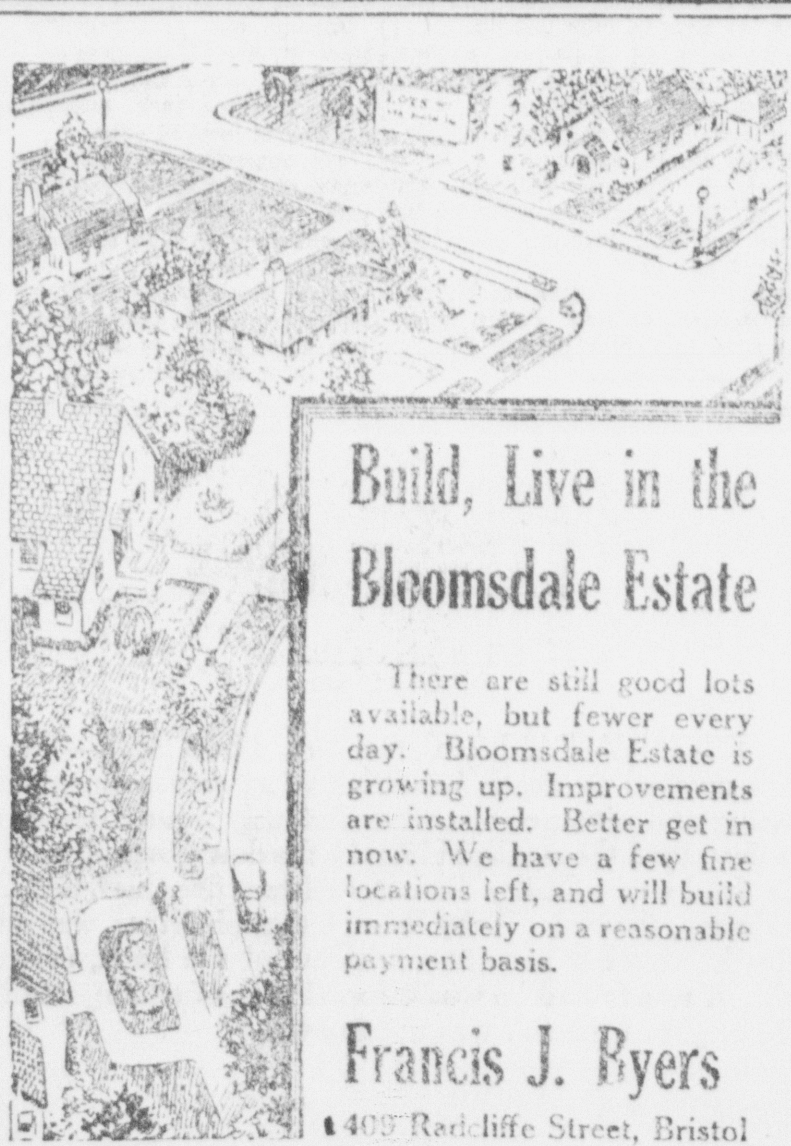 LOTS
Build, Live in the
Bloomsdale Estate
There are still good lots
available, but fewer every
day. Bloomsdale Estate is
growing up. Improvements
are installed. Better get in
now. We have a few fine
locations left, and will build
immediately on a reasonable
payment basis.
Francis J. Byers
409 Radcliffe Street, Bristol